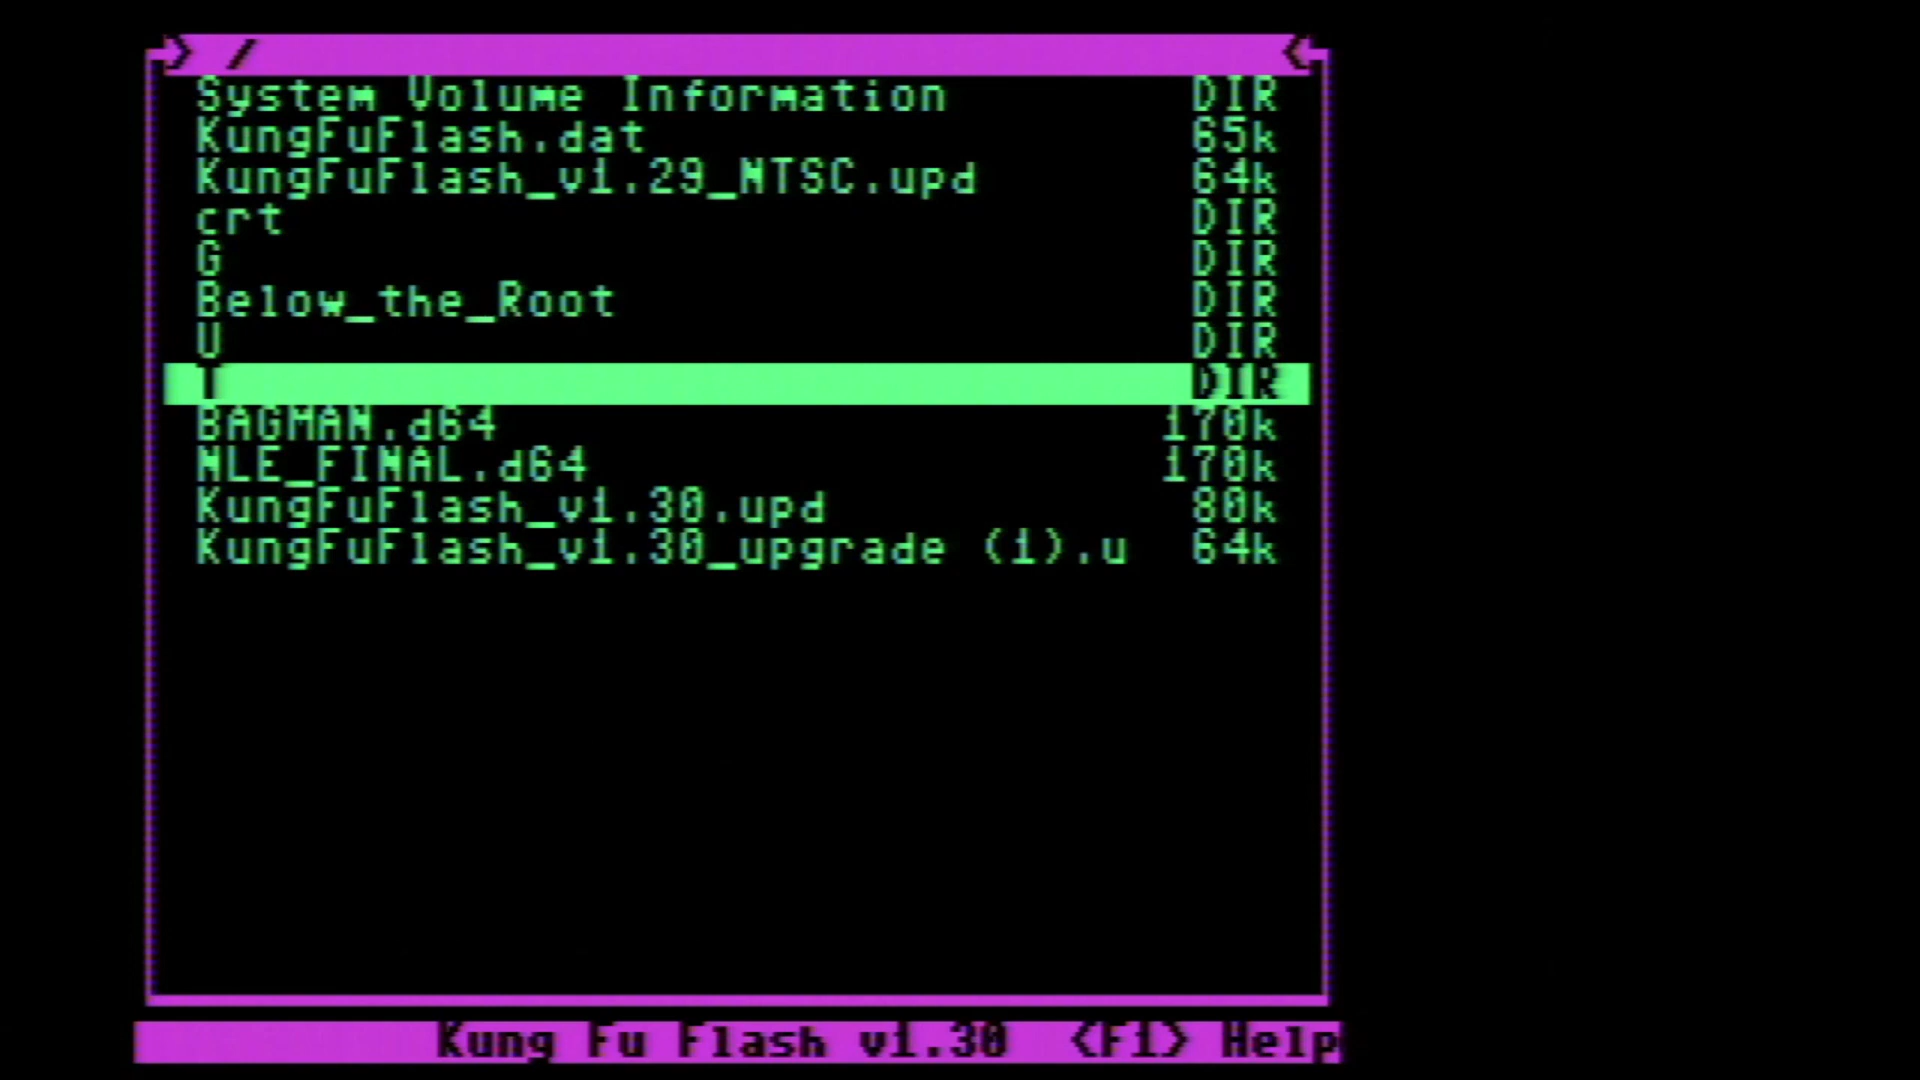 > / <
System Volume Information DIR
KungFuFlash.dat 65k
KungFuFlash_v1.29_NTSC.upd 64k
crt DIR
G DIR
Below_the_Root DIR
U DIR
T DIR
BAGMAN.d64 170k
NLE_FINAL.d64 170k
KungFuFlash_v1.30.upd 80k
KungFuFlash_v1.30_upgrade (1).u 64k
Kung Fu Flash v1.30 <F1> Help